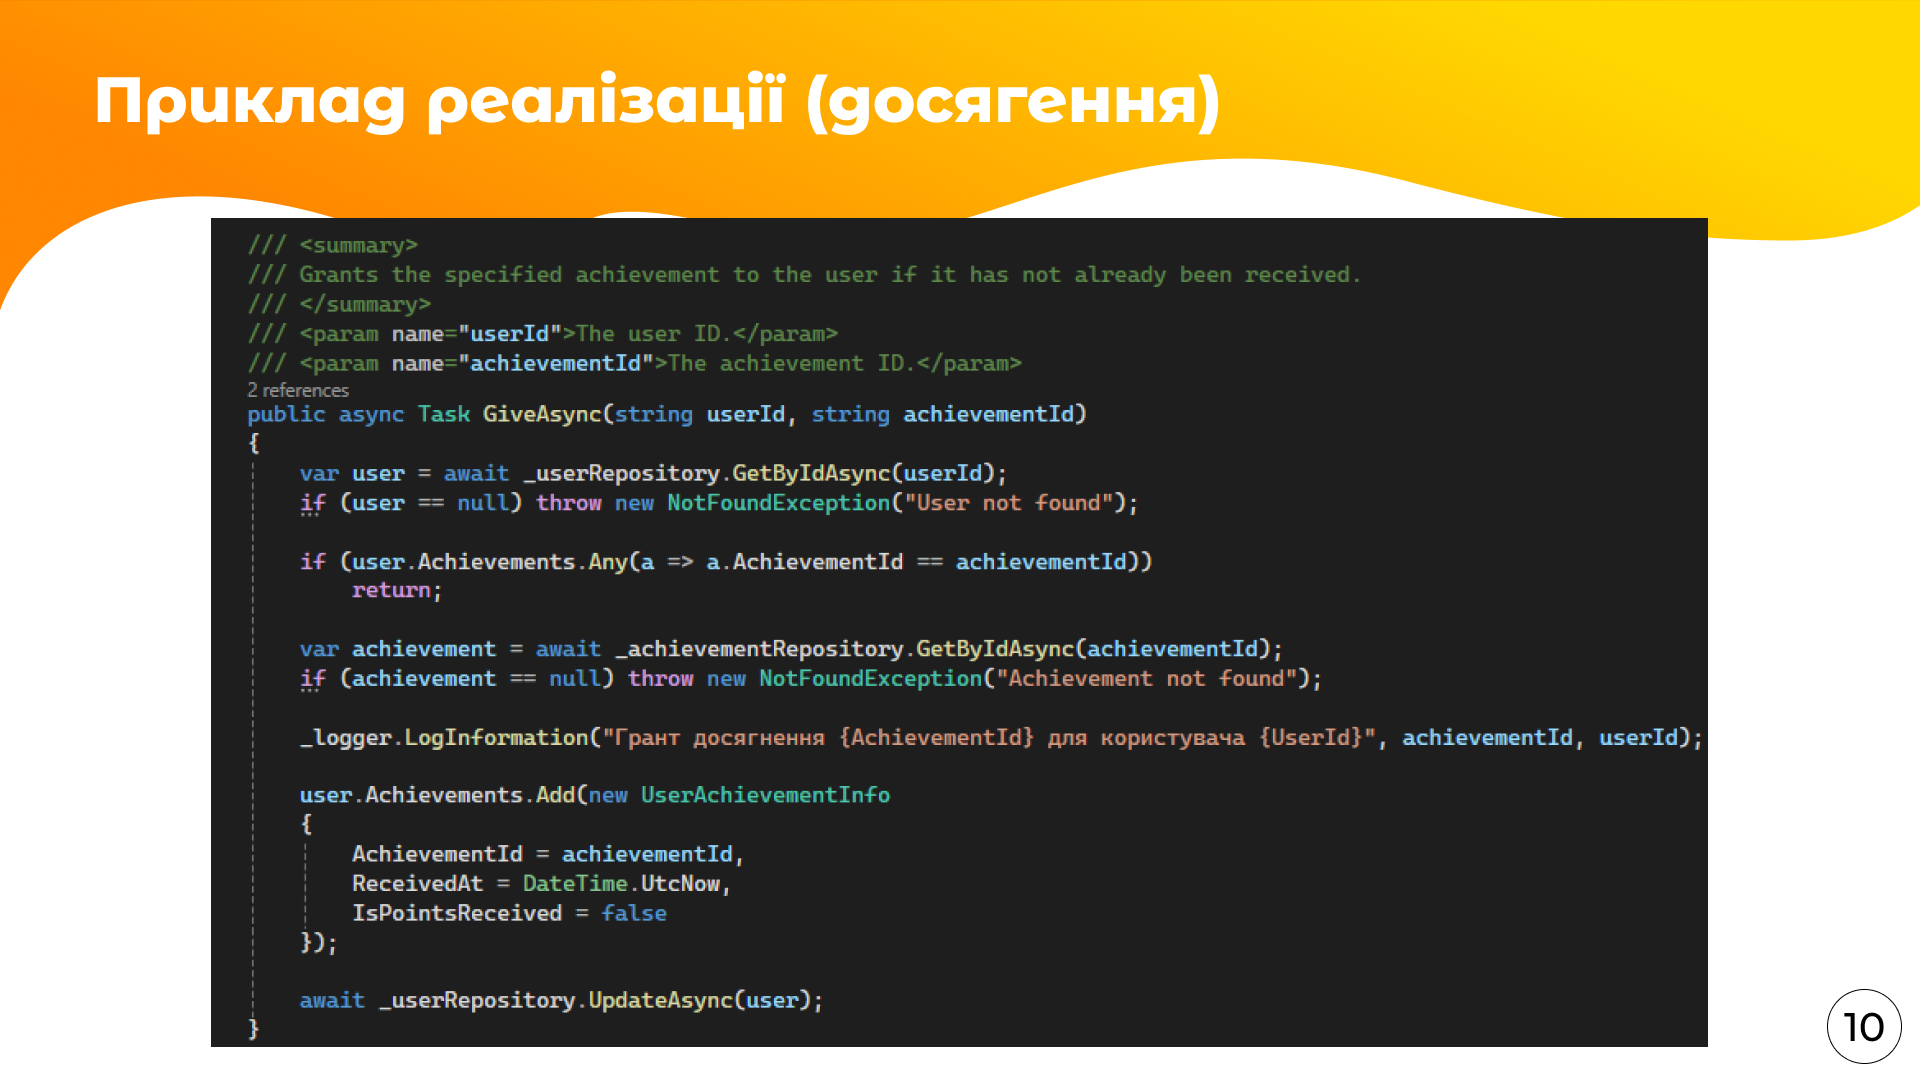 Приклад реалізації (досягення)
/// <summary>
/// Grants the specified achievement to the user if it has not already been received.
/// </summary>
/// <param name="userId">The user ID.</param>
/// <param name="achievementId">The achievement ID.</param>
2 references
public async Task GiveAsync(string userId, string achievementId)
{
var user = await _userRepository.GetByIdAsync(userId);
if (user == null) throw new NotFoundException("User not found");
if (user.Achievements.Any(a => a.AchievementId == achievementId))
return;
var achievement = await _achievementRepository.GetByIdAsync(achievementId);
if (achievement == null) throw new NotFoundException("Achievement not found");
_logger.LogInformation("Грант досягнення {AchievementId} для користувача {UserId}", achievementId, userId);
user.Achievements.Add(new UserAchievementInfo
{
AchievementId = achievementId,
ReceivedAt = DateTime.UtcNow,
IsPointsReceived = false
});
await _userRepository.UpdateAsync(user);
}
10